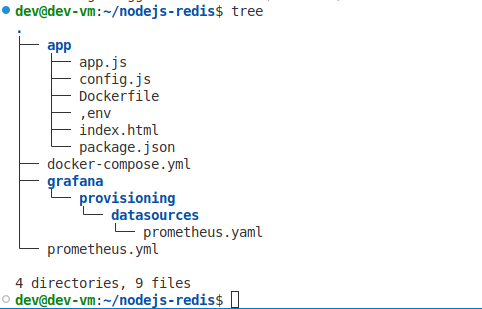 dev@dev-vm:~/nodejs-redis$ tree
.
├── app
│   ├── app.js
│   ├── config.js
│   ├── Dockerfile
│   ├── ,env
│   ├── index.html
│   └── package.json
├── docker-compose.yml
├── grafana
│   └── provisioning
│       └── datasources
│           └── prometheus.yaml
└── prometheus.yml
4 directories, 9 files
dev@dev-vm:~/nodejs-redis$